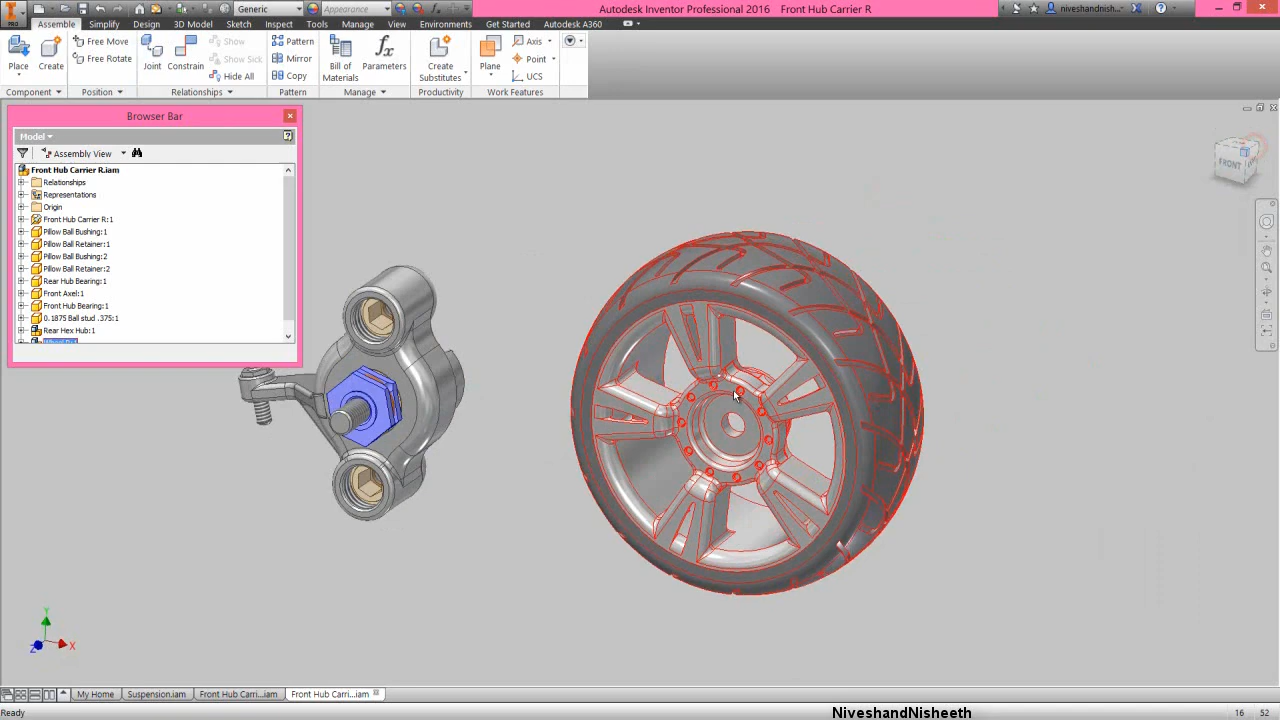 Autodesk Inventor Professional 2016 Front Hub Carrier R
Generic
Appearance
niveshandnish...
PRO
Assemble Simplify Design 3D Model Sketch Inspect Tools Manage View Environments Get Started Autodesk A360
Place
Create
Free Move
Free Rotate
Joint
Constrain
Show
Show Sick
Hide All
Pattern
Mirror
Copy
Bill of
Materials
Parameters
Create
Substitutes
Plane
Axis
Point
UCS
Component Position Relationships Pattern Manage Productivity Work Features
Browser Bar
Model
Assembly View
Front Hub Carrier R.iam
Relationships
Representations
Origin
Front Hub Carrier R:1
Pillow Ball Bushing:1
Pillow Ball Retainer:1
Pillow Ball Bushing:2
Pillow Ball Retainer:2
Rear Hub Bearing:1
Front Axel:1
Front Hub Bearing:1
0.1875 Ball stud .375:1
Rear Hex Hub:1
FRONT
Y
X
Z
My Home Suspension.iam Front Hub Carri...iam Front Hub Carri...iam
Ready
NiveshandNisheeth
16 52